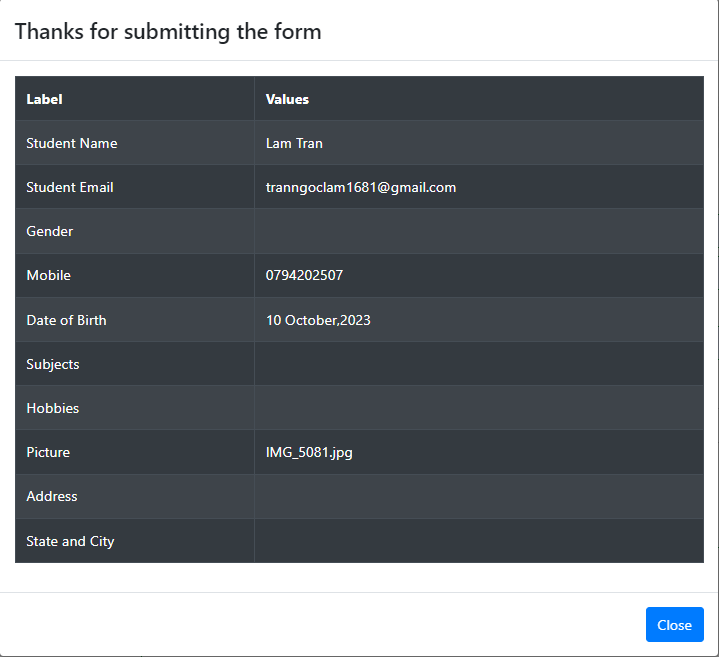 Thanks for submitting the form
Label Values
Student Name Lam Tran
Student Email tranngoclam1681@gmail.com
Gender
Mobile 0794202507
Date of Birth 10 October,2023
Subjects
Hobbies
Picture IMG_5081.jpg
Address
State and City
Close